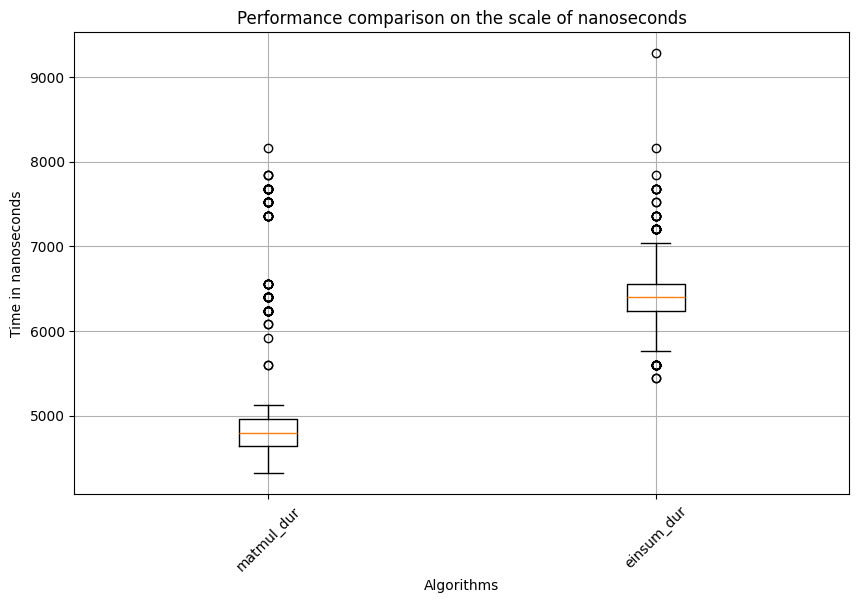 Performance comparison on the scale of nanoseconds
Time in nanoseconds
9000
8000
7000
6000
5000
matmul_dur
einsum_dur
Algorithms